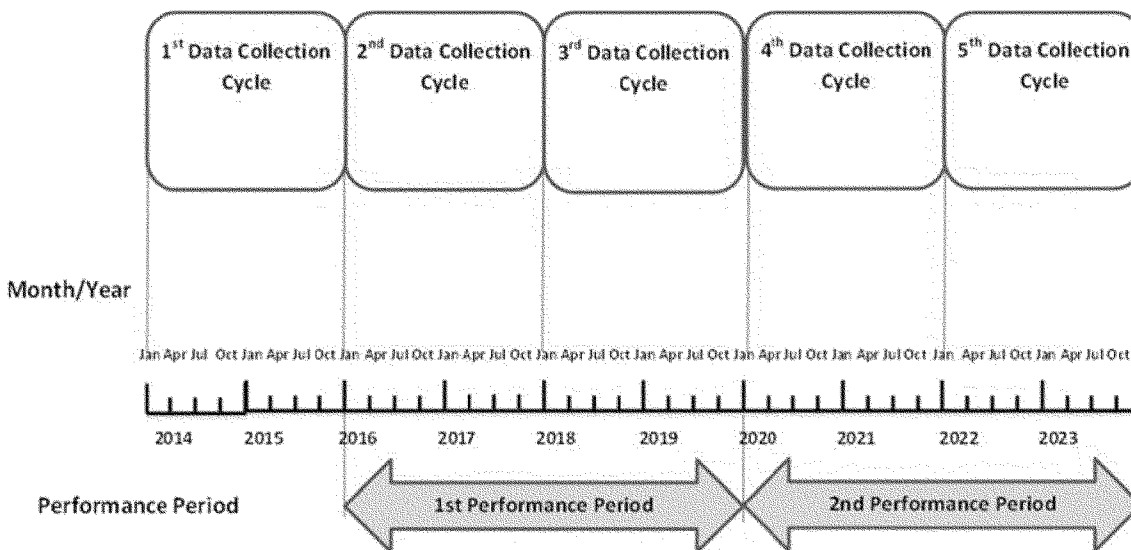 1st Data Collection Cycle
2nd Data Collection Cycle
3rd Data Collection Cycle
4th Data Collection Cycle
5th Data Collection Cycle
Month/Year
Jan Apr Jul Oct Jan Apr Jul Oct Jan Apr Jul Oct Jan Apr Jul Oct Jan Apr Jul Oct Jan Apr Jul Oct Jan Apr Jul Oct Jan Apr Jul Oct Jan Apr Jul Oct Jan Apr Jul Oct
2014 2015 2016 2017 2018 2019 2020 2021 2022 2023
Performance Period
1st Performance Period
2nd Performance Period